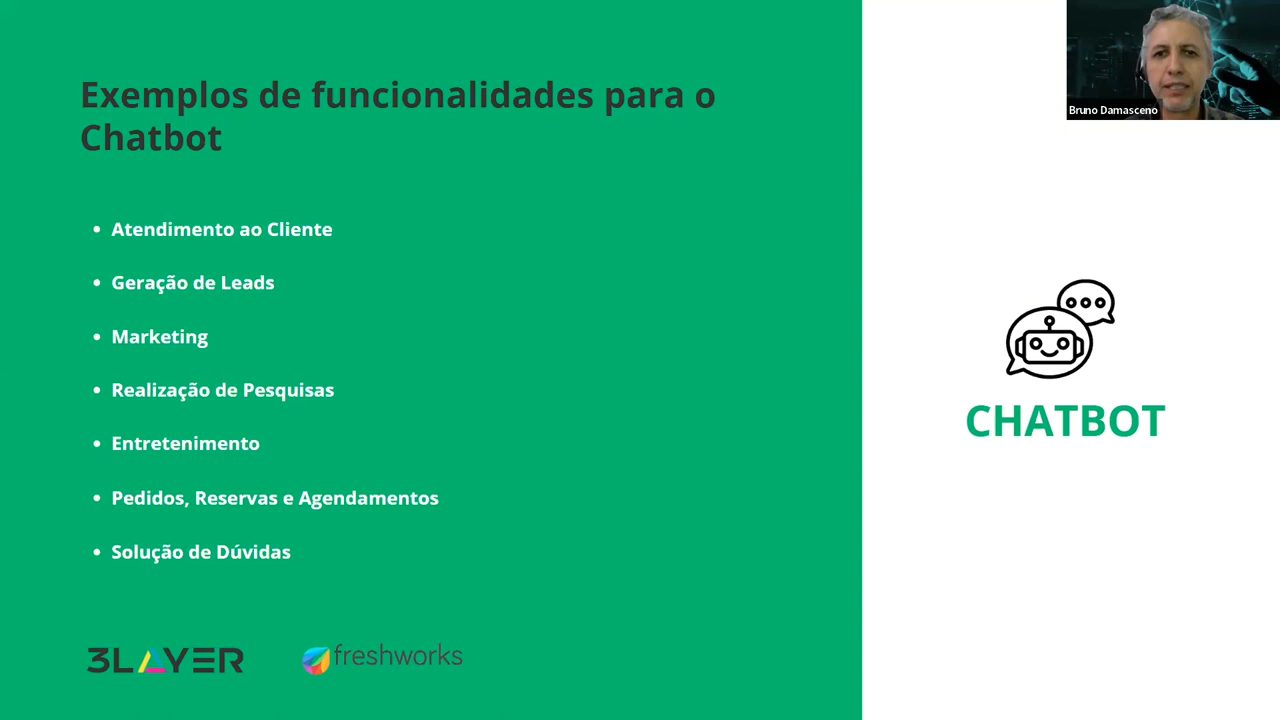 Exemplos de funcionalidades para o
Chatbot
• Atendimento ao Cliente
• Geração de Leads
• Marketing
• Realização de Pesquisas
• Entretenimento
• Pedidos, Reservas e Agendamentos
• Solução de Dúvidas
3LAYER
freshworks
Bruno Damasceno
CHATBOT